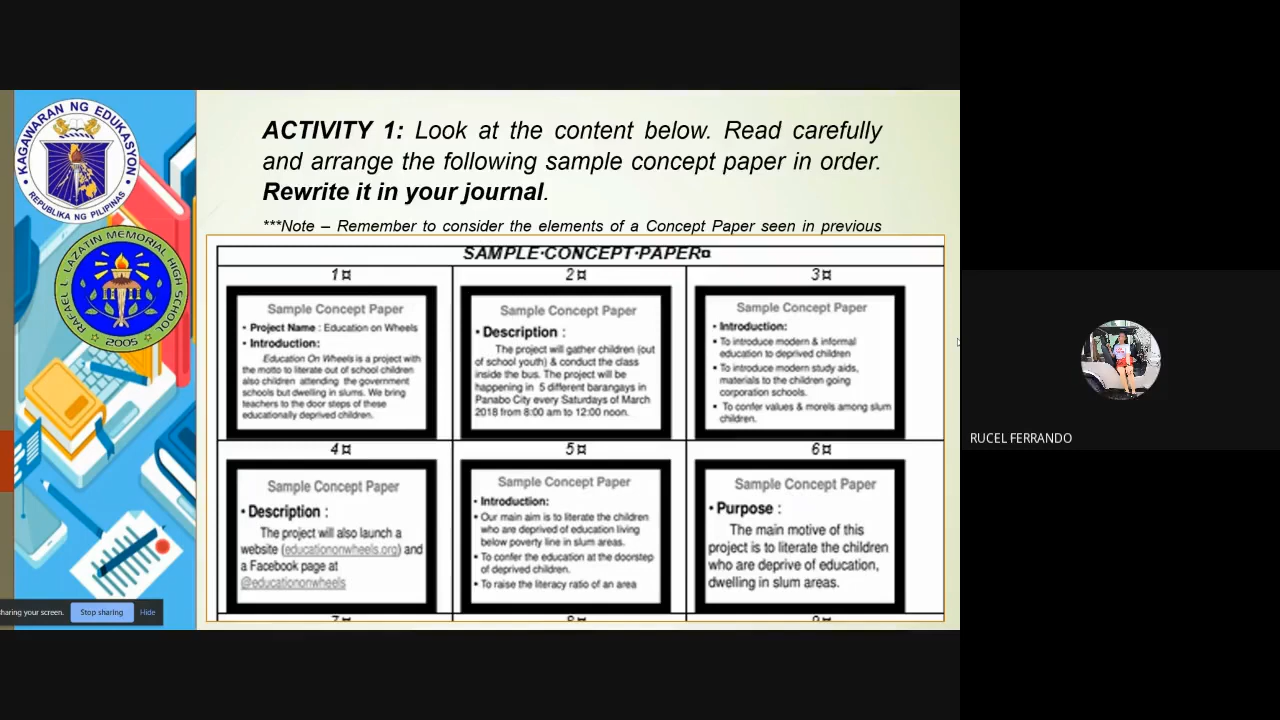 KAGAWARAN NG EDUKASYON
REPUBLIKA NG PILIPINAS
RAFAEL L. LAZATIN MEMORIAL HIGH SCHOOL
2005
ACTIVITY 1: Look at the content below. Read carefully
and arrange the following sample concept paper in order.
Rewrite it in your journal.
***Note – Remember to consider the elements of a Concept Paper seen in previous
SAMPLE·CONCEPT·PAPER¤
1¤
Sample Concept Paper
• Project Name : Education on Wheels
• Introduction:
Education On Wheels is a project with
the motto to literate out of school children
also children attending the government
schools but dwelling in slums. We bring
teachers to the door steps of these
educationally deprived children.
2¤
Sample Concept Paper
• Description :
The project will gather children (out
of school youth) & conduct the class
inside the bus. The project will be
happening in 5 different barangays in
Panabo City every Saturdays of March
2018 from 8:00 am to 12:00 noon.
3¤
Sample Concept Paper
• Introduction:
• To introduce modern & informal
education to deprived children
• To introduce modern study aids,
materials to the children going
corporation schools.
• To confer values & morels among slum
children.
4¤
Sample Concept Paper
• Description :
The project will also launch a
website (educationonwheels.org) and
a Facebook page at
@educationonwheels
5¤
Sample Concept Paper
• Introduction:
• Our main aim is to literate the children
who are deprived of education living
below poverty line in slum areas.
• To confer the education at the doorstep
of deprived children.
• To raise the literacy ratio of an area
6¤
Sample Concept Paper
• Purpose :
The main motive of this
project is to literate the children
who are deprive of education,
dwelling in slum areas.
7¤
8¤
9¤
haring your screen.
Stop sharing
Hide
RUCEL FERRANDO